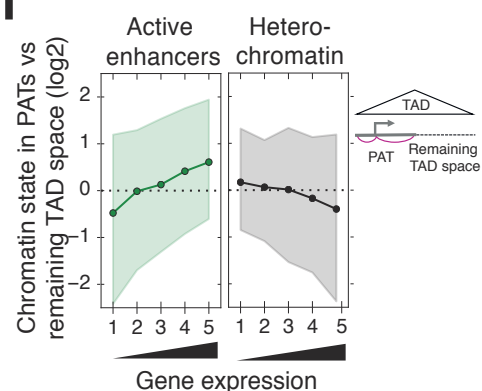 Active
enhancers
Hetero-
chromatin
Chromatin state in PATs vs
remaining TAD space (log2)
2
1
0
−1
−2
1 2 3 4 5
1 2 3 4 5
Gene expression
TAD
PAT
Remaining
TAD space